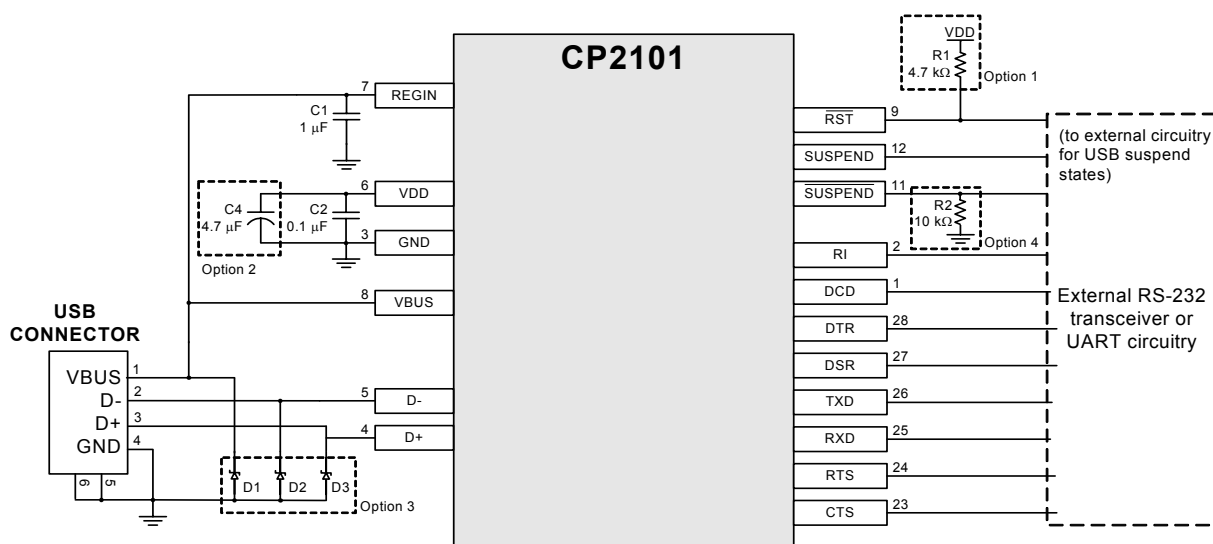 CP2101
VDD
R1
4.7 kΩ
Option 1
7
REGIN
C1
1 μF
RST
9
SUSPEND
12
(to external circuitry
for USB suspend
states)
6
VDD
SUSPEND
11
C4
4.7 μF
C2
0.1 μF
R2
10 kΩ
3
GND
Option 2
Option 4
RI
2
8
VBUS
DCD
1
External RS-232
transceiver or
UART circuitry
USB
CONNECTOR
DTR
28
DSR
27
VBUS
1
D-
2
D+
3
GND
4
5
D-
TXD
26
4
D+
RXD
25
6
5
D1
D2
D3
Option 3
RTS
24
CTS
23